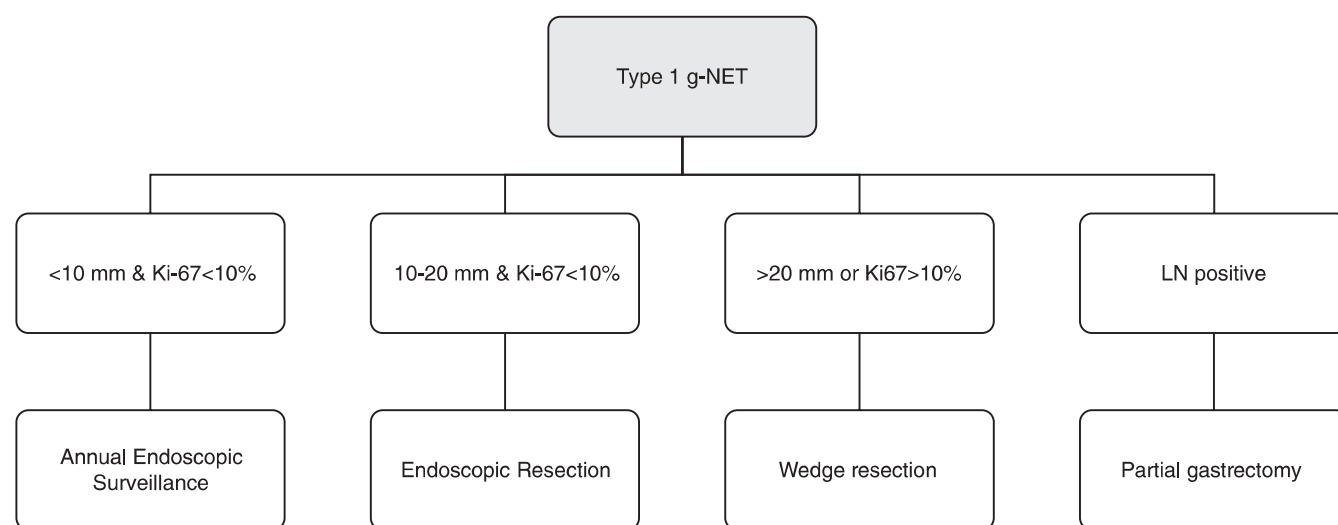 Type 1 g-NET
<10 mm & Ki-67<10%
10-20 mm & Ki-67<10%
>20 mm or Ki67>10%
LN positive
Annual Endoscopic
Surveillance
Endoscopic Resection
Wedge resection
Partial gastrectomy